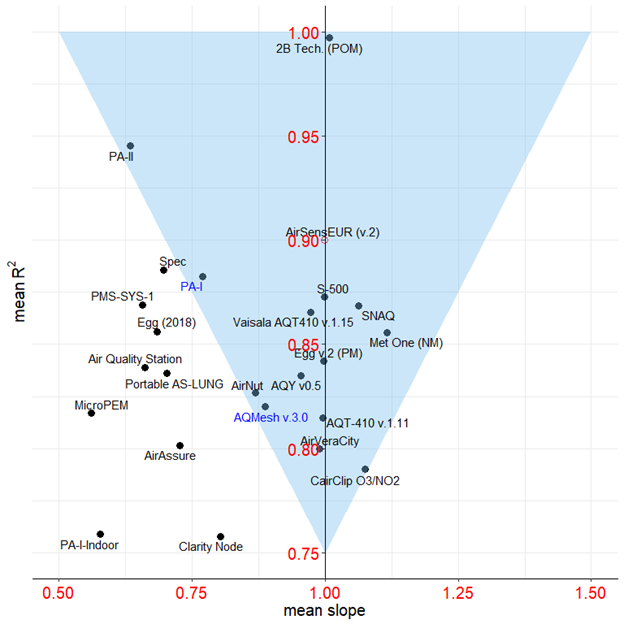 1.00
2B Tech. (POM)
0.95
PA-II
AirSensEUR (v.2)
0.90
Spec
PA-I
S-500
PMS-SYS-1
SNAQ
Egg (2018)
Vaisala AQT410 v.1.15
0.85
Met One (NM)
Egg v.2 (PM)
Air Quality Station
Portable AS-LUNG
AirNut
AQY v0.5
MicroPEM
AQMesh v.3.0
AQT-410 v.1.11
AirVeraCity
0.80
AirAssure
CairClip O3/NO2
PA-I-Indoor
Clarity Node
0.75
mean R2
0.50
0.75
1.00
1.25
1.50
mean slope